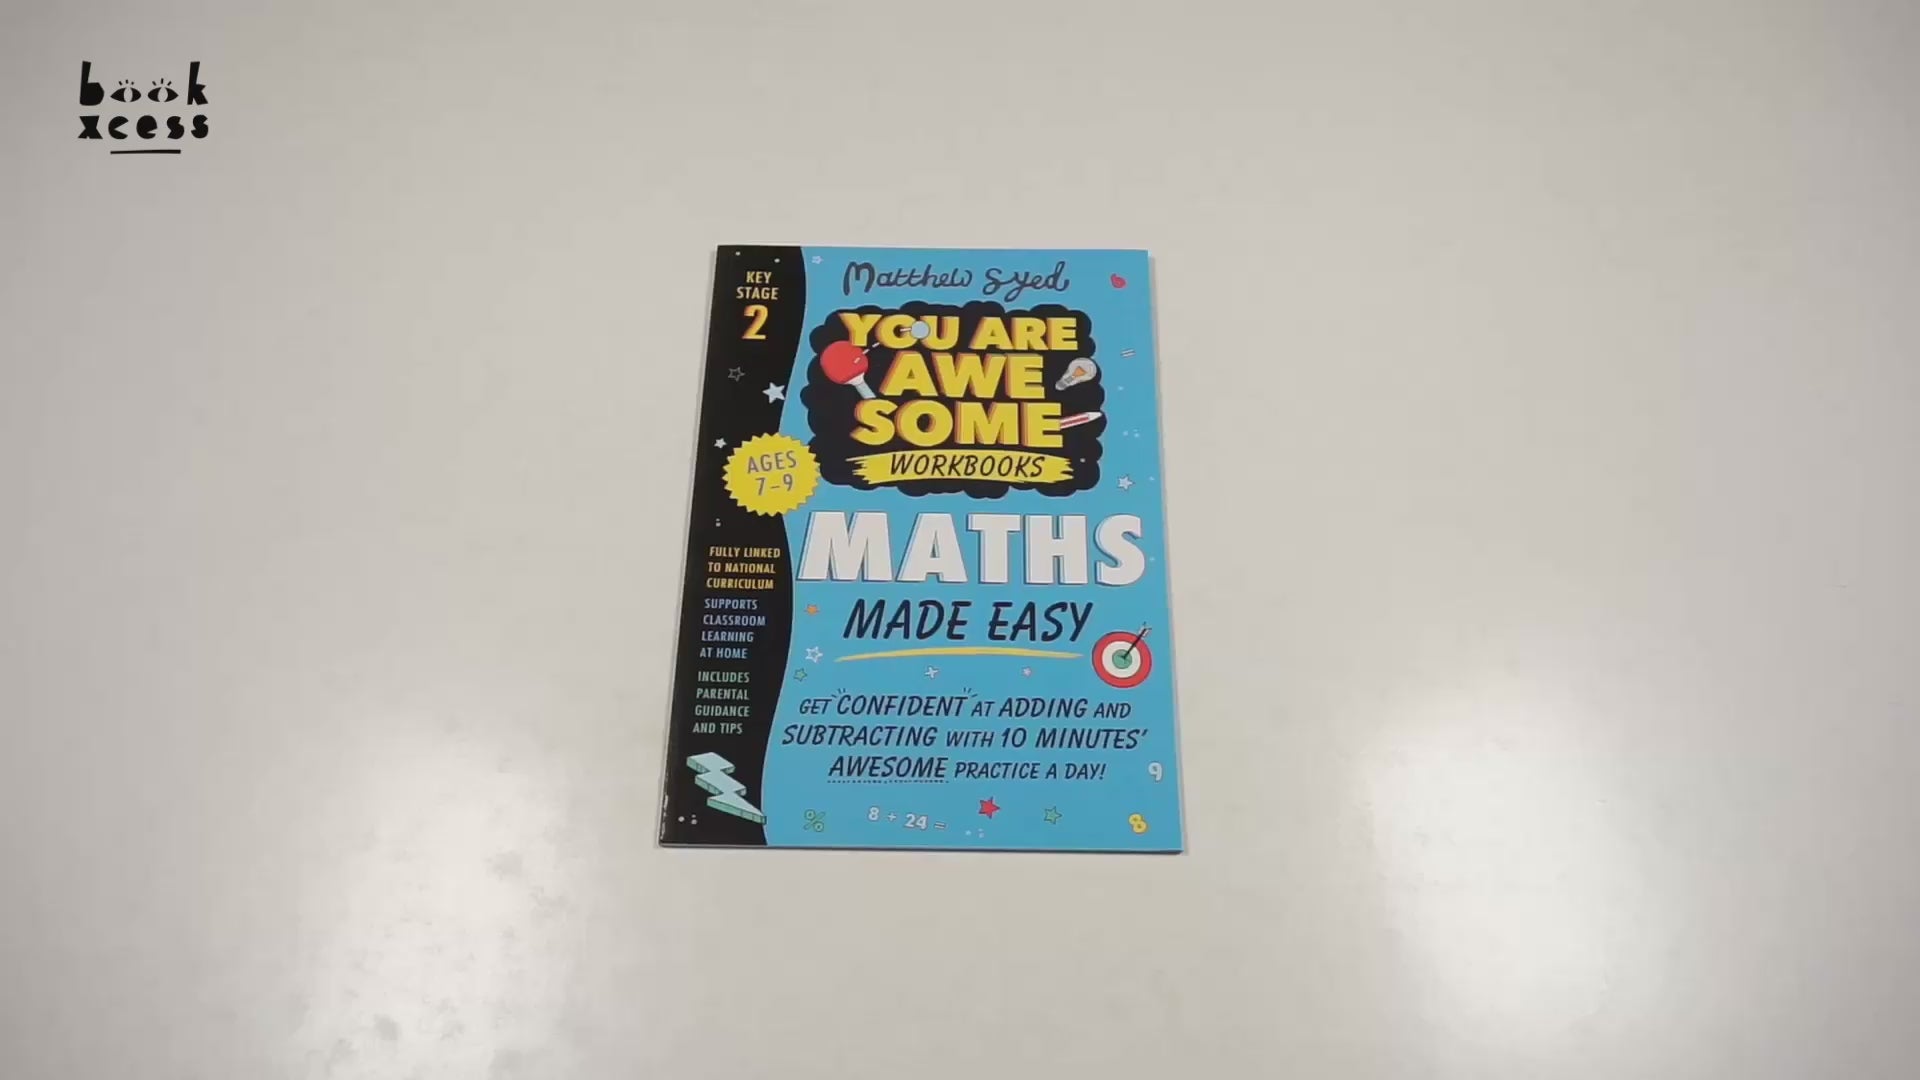 book
xcess
KEY
STAGE
2
Matthew Syed
YOU ARE
AWE
SOME
WORKBOOKS
AGES
7-9
MATHS
MADE EASY
FULLY LINKED
TO NATIONAL
CURRICULUM
SUPPORTS
CLASSROOM
LEARNING
AT HOME
INCLUDES
PARENTAL
GUIDANCE
AND TIPS
GET CONFIDENT AT ADDING AND
SUBTRACTING WITH 10 MINUTES'
AWESOME PRACTICE A DAY!
9
% 8 + 24 = 8